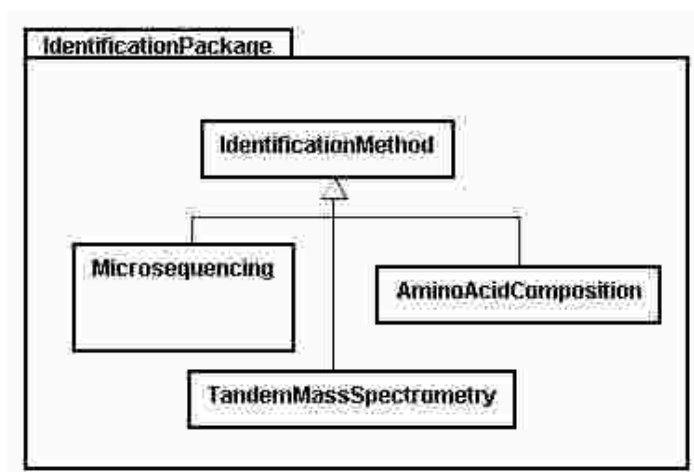 IdentificationPackage
IdentificationMethod
Microsequencing
AminoAcidComposition
TandemMassSpectrometry